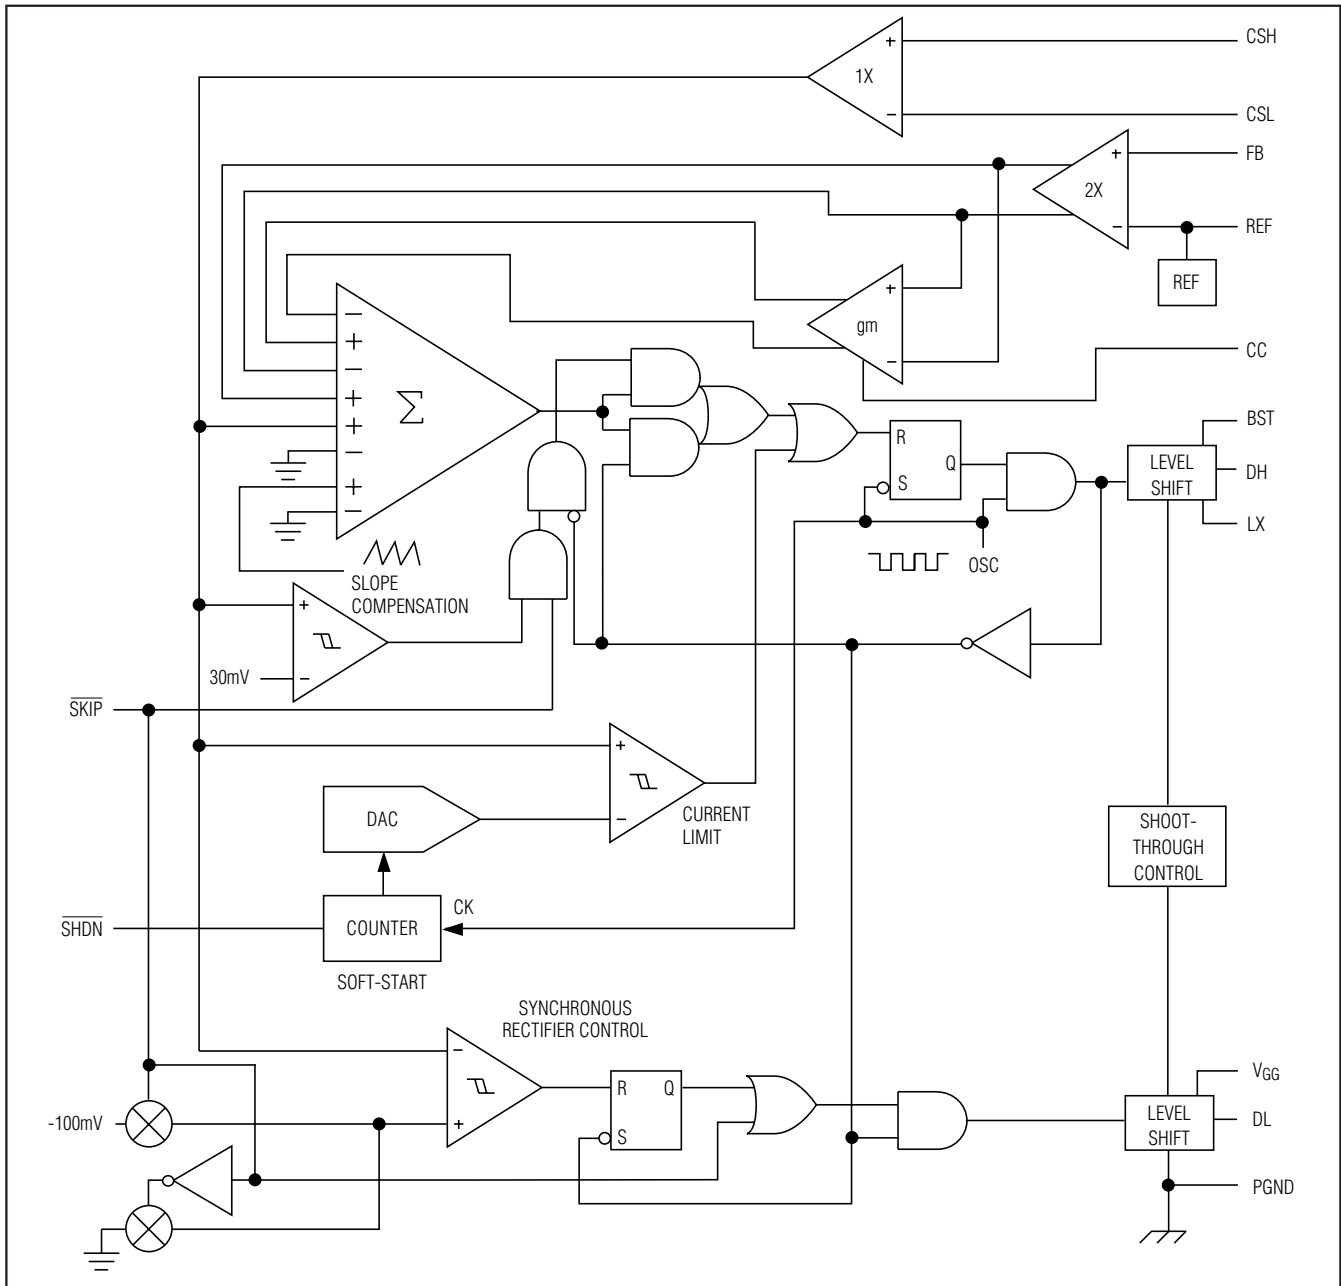 CSH
+
1X
−
CSL
FB
+
2X
−
REF
REF
+
gm
−
CC
−
+
−
+
+
−
+
−
Σ
BST
R
Q
S
LEVEL
SHIFT
DH
LX
OSC
SLOPE
COMPENSATION
+
30mV
−
SKIP
+
−
CURRENT
LIMIT
DAC
SHOOT-
THROUGH
CONTROL
CK
SHDN
COUNTER
SOFT-START
SYNCHRONOUS
RECTIFIER CONTROL
−
+
R
Q
S
-100mV
VGG
LEVEL
SHIFT
DL
PGND